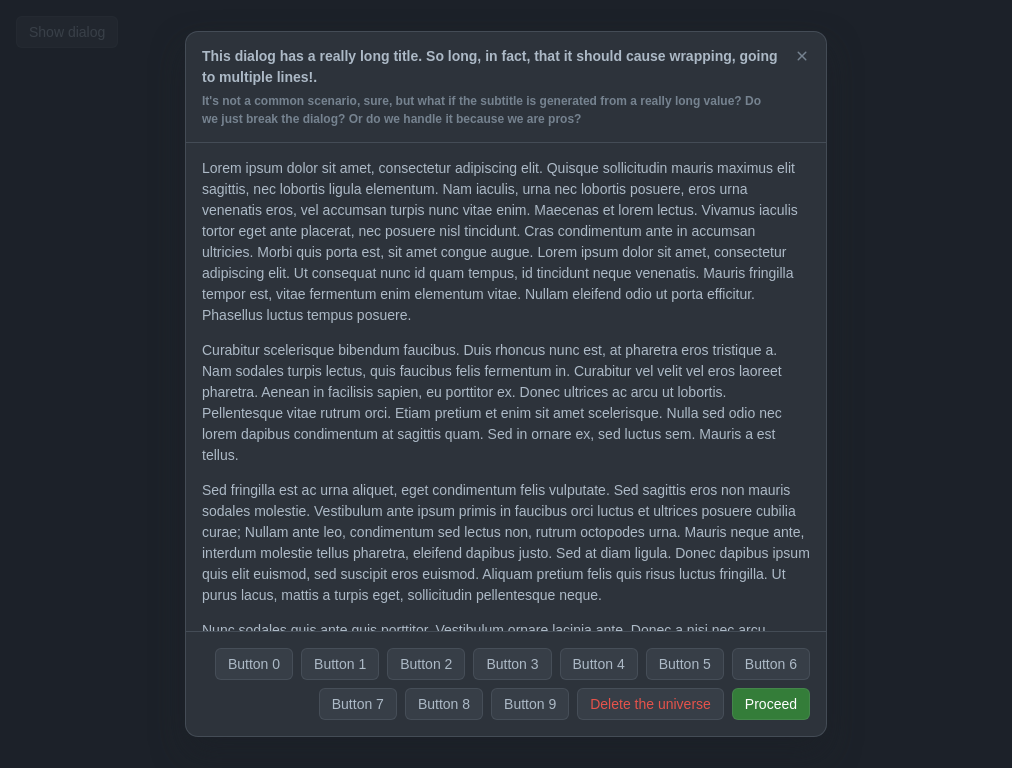 Show dialog
This dialog has a really long title. So long, in fact, that it should cause wrapping, going
to multiple lines!.
It's not a common scenario, sure, but what if the subtitle is generated from a really long value? Do
we just break the dialog? Or do we handle it because we are pros?
Lorem ipsum dolor sit amet, consectetur adipiscing elit. Quisque sollicitudin mauris maximus elit
sagittis, nec lobortis ligula elementum. Nam iaculis, urna nec lobortis posuere, eros urna
venenatis eros, vel accumsan turpis nunc vitae enim. Maecenas et lorem lectus. Vivamus iaculis
tortor eget ante placerat, nec posuere nisl tincidunt. Cras condimentum ante in accumsan
ultricies. Morbi quis porta est, sit amet congue augue. Lorem ipsum dolor sit amet, consectetur
adipiscing elit. Ut consequat nunc id quam tempus, id tincidunt neque venenatis. Mauris fringilla
tempor est, vitae fermentum enim elementum vitae. Nullam eleifend odio ut porta efficitur.
Phasellus luctus tempus posuere.
Curabitur scelerisque bibendum faucibus. Duis rhoncus nunc est, at pharetra eros tristique a.
Nam sodales turpis lectus, quis faucibus felis fermentum in. Curabitur vel velit vel eros laoreet
pharetra. Aenean in facilisis sapien, eu porttitor ex. Donec ultrices ac arcu ut lobortis.
Pellentesque vitae rutrum orci. Etiam pretium et enim sit amet scelerisque. Nulla sed odio nec
lorem dapibus condimentum at sagittis quam. Sed in ornare ex, sed luctus sem. Mauris a est
tellus.
Sed fringilla est ac urna aliquet, eget condimentum felis vulputate. Sed sagittis eros non mauris
sodales molestie. Vestibulum ante ipsum primis in faucibus orci luctus et ultrices posuere cubilia
curae; Nullam ante leo, condimentum sed lectus non, rutrum octopodes urna. Mauris neque ante,
interdum molestie tellus pharetra, eleifend dapibus justo. Sed at diam ligula. Donec dapibus ipsum
quis elit euismod, sed suscipit eros euismod. Aliquam pretium felis quis risus luctus fringilla. Ut
purus lacus, mattis a turpis eget, sollicitudin pellentesque neque.
Nunc sodales quis ante quis porttitor. Vestibulum ornare lacinia ante. Donec a nisi nec arcu
Button 0 Button 1 Button 2 Button 3 Button 4 Button 5 Button 6
Button 7 Button 8 Button 9 Delete the universe Proceed